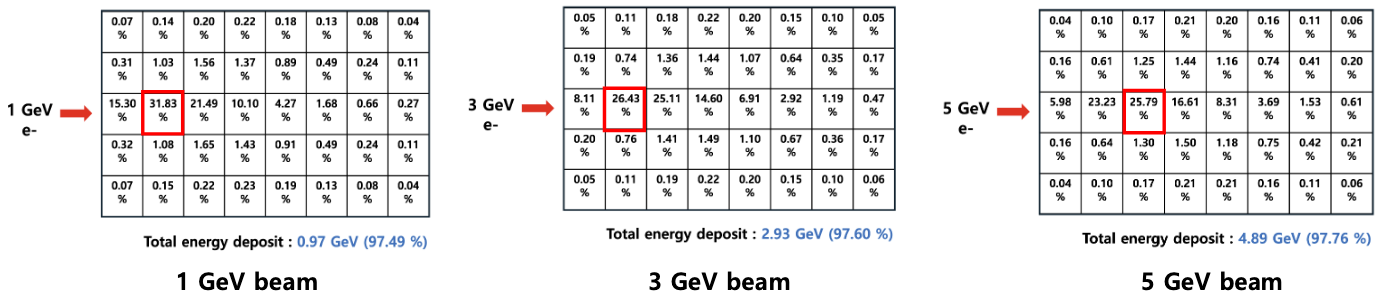 0.07 % 0.14 % 0.20 % 0.22 % 0.18 % 0.13 % 0.08 % 0.04 %
0.31 % 1.03 % 1.56 % 1.37 % 0.89 % 0.49 % 0.24 % 0.11 %
1 GeV e-
15.30 % 31.83 % 21.49 % 10.10 % 4.27 % 1.68 % 0.66 % 0.27 %
0.32 % 1.08 % 1.65 % 1.43 % 0.91 % 0.49 % 0.24 % 0.11 %
0.07 % 0.15 % 0.22 % 0.23 % 0.19 % 0.13 % 0.08 % 0.04 %
Total energy deposit : 0.97 GeV (97.49 %)
1 GeV beam
0.05 % 0.11 % 0.18 % 0.22 % 0.20 % 0.15 % 0.10 % 0.05 %
0.19 % 0.74 % 1.36 % 1.44 % 1.07 % 0.64 % 0.35 % 0.17 %
3 GeV e-
8.11 % 26.43 % 25.11 % 14.60 % 6.91 % 2.92 % 1.19 % 0.47 %
0.20 % 0.76 % 1.41 % 1.49 % 1.10 % 0.67 % 0.36 % 0.17 %
0.05 % 0.11 % 0.19 % 0.22 % 0.20 % 0.15 % 0.10 % 0.06 %
Total energy deposit : 2.93 GeV (97.60 %)
3 GeV beam
0.04 % 0.10 % 0.17 % 0.21 % 0.20 % 0.16 % 0.11 % 0.06 %
0.16 % 0.61 % 1.25 % 1.44 % 1.16 % 0.74 % 0.41 % 0.20 %
5 GeV e-
5.98 % 23.23 % 25.79 % 16.61 % 8.31 % 3.69 % 1.53 % 0.61 %
0.16 % 0.64 % 1.30 % 1.50 % 1.18 % 0.75 % 0.42 % 0.21 %
0.04 % 0.10 % 0.17 % 0.21 % 0.21 % 0.16 % 0.11 % 0.06 %
Total energy deposit : 4.89 GeV (97.76 %)
5 GeV beam